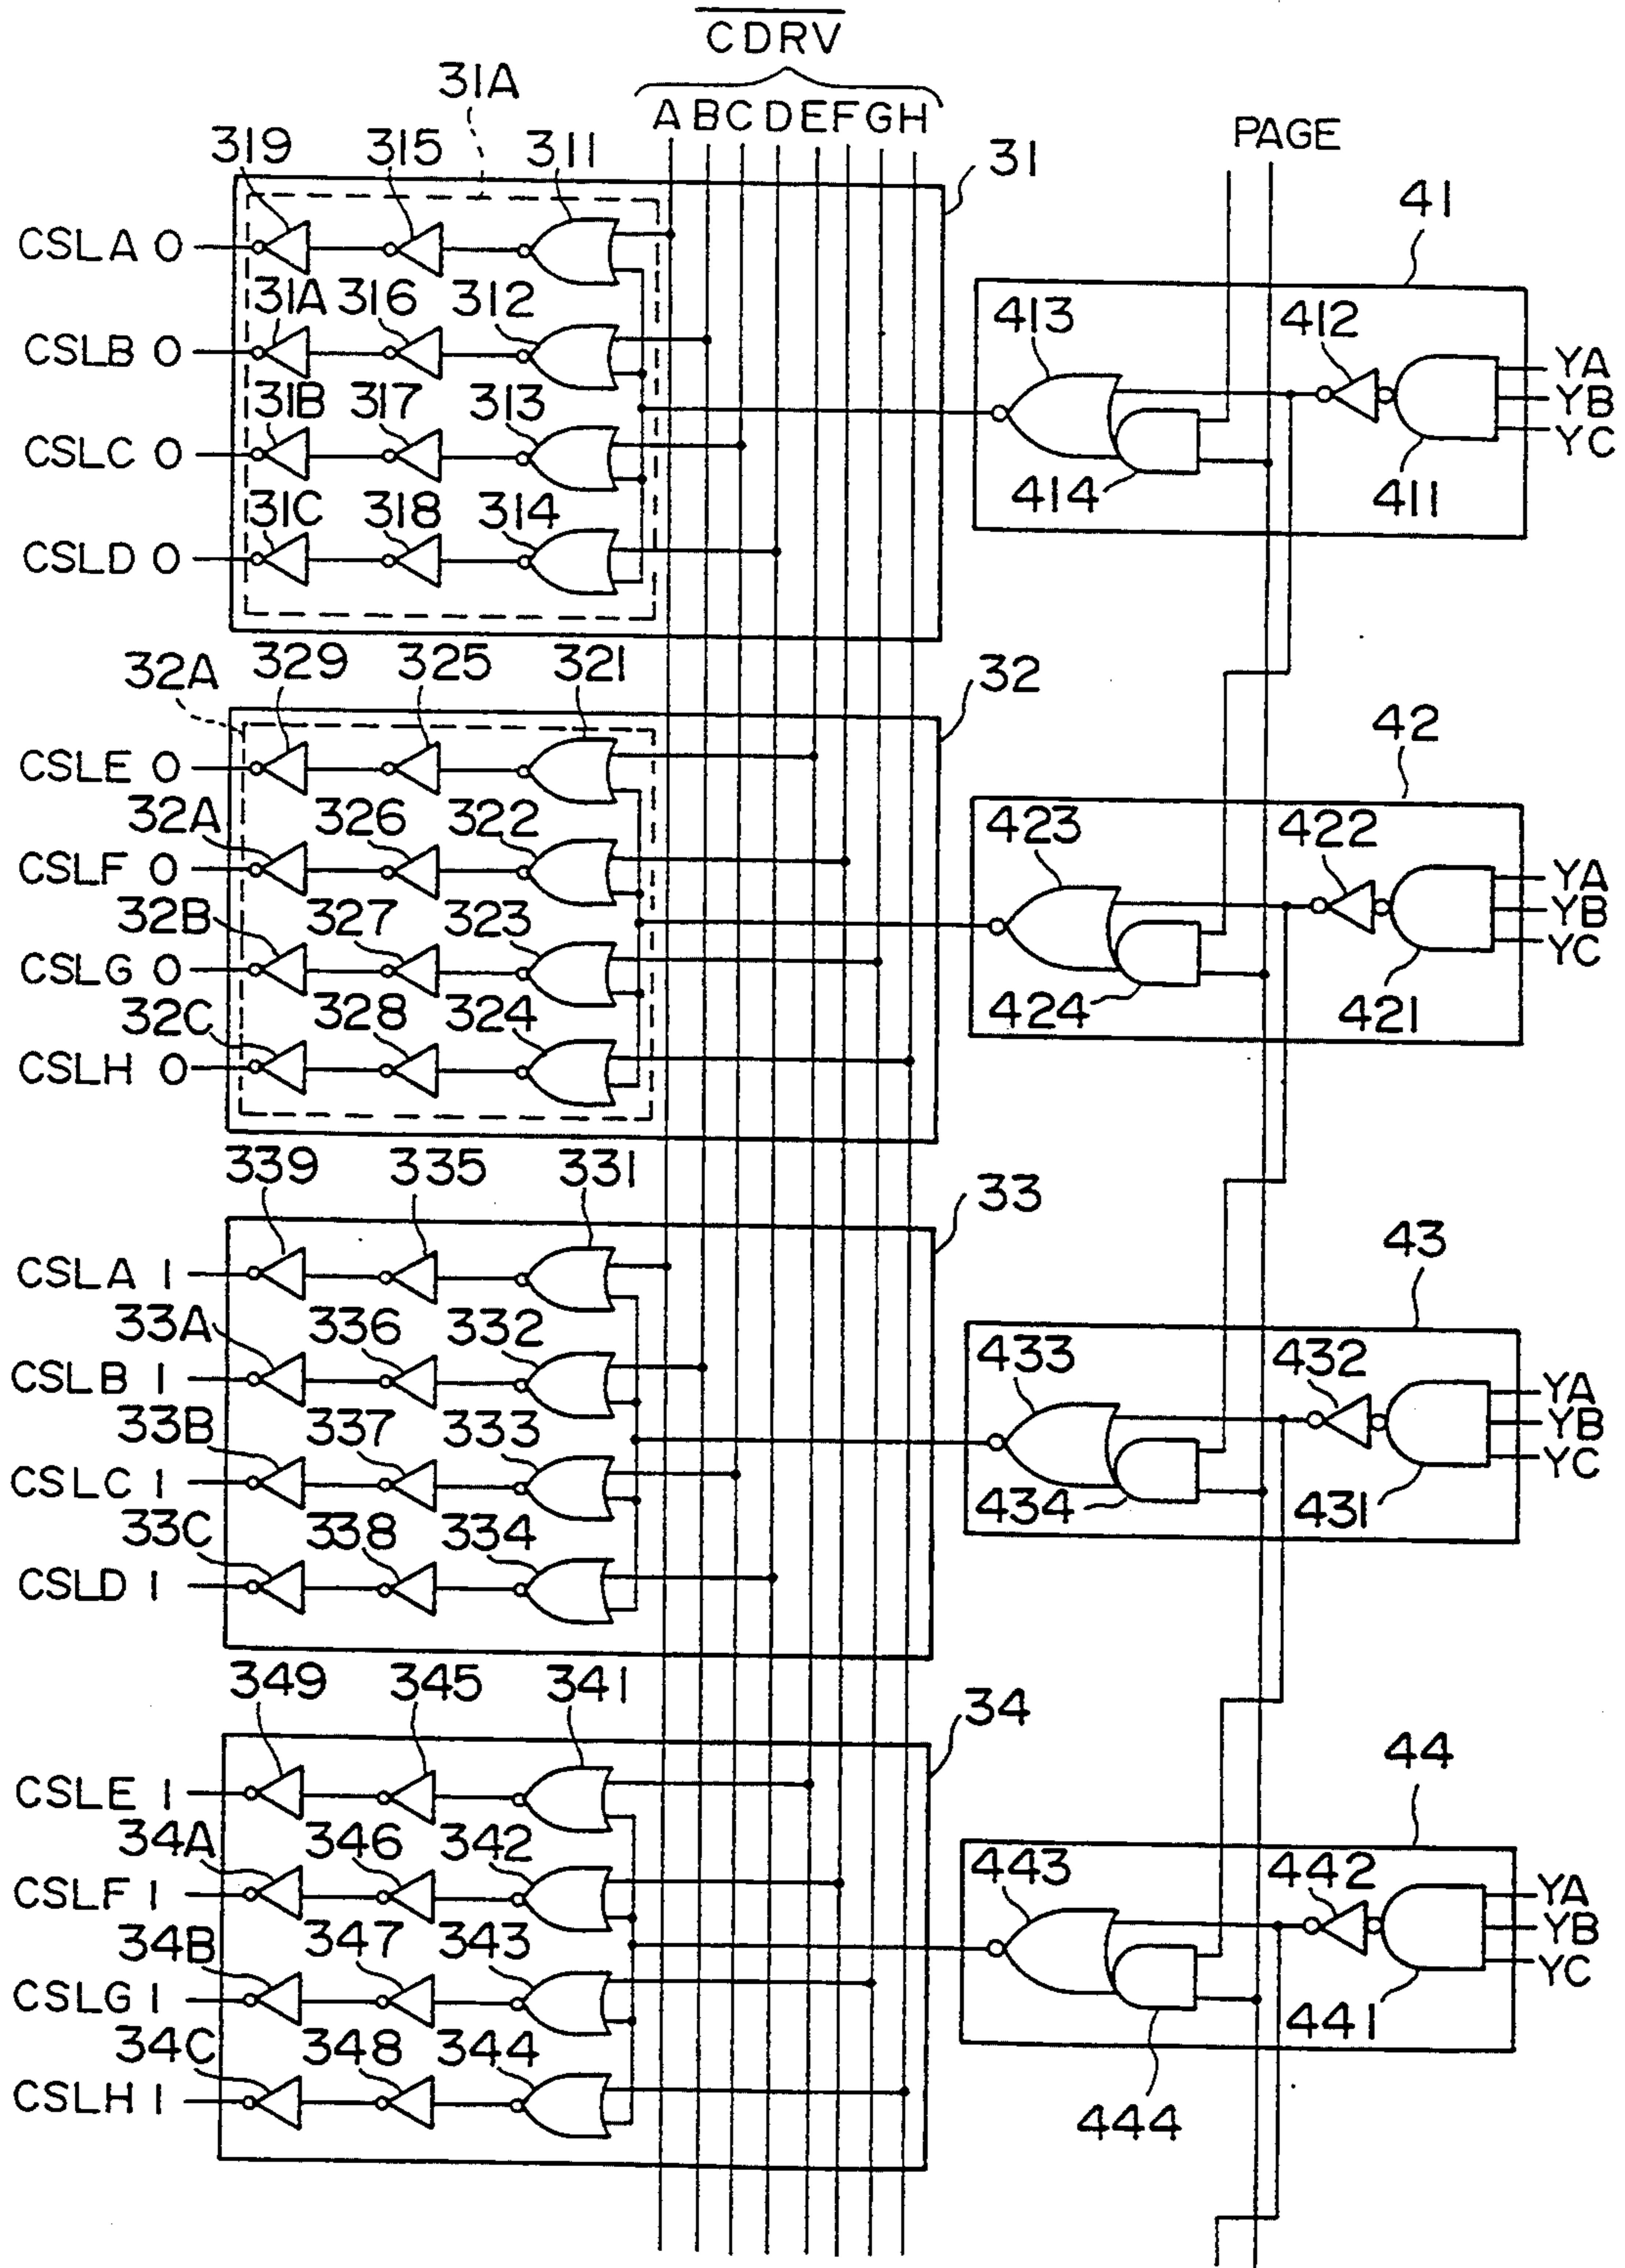 CDRV
A B C D E F G H
PAGE
31A
319 315 311
31
41
CSLA 0
31A 316 312
413 412
CSLB 0
YA
YB
YC
31B 317 313
CSLC 0
414 411
31C 318 314
CSLD 0
32A 329 325 321
32
42
CSLE 0
32A 326 322
423 422
CSLF 0
YA
YB
YC
32B 327 323
CSLG 0
424 421
32C 328 324
CSLH 0
339 335 331
33
43
CSLA 1
33A 336 332
433 432
CSLB 1
YA
YB
YC
33B 337 333
CSLC 1
434 431
33C 338 334
CSLD 1
349 345 341
34
44
CSLE 1
34A 346 342
443 442
CSLF 1
YA
YB
YC
34B 347 343
CSLG 1
441
34C 348 344
444
CSLH 1